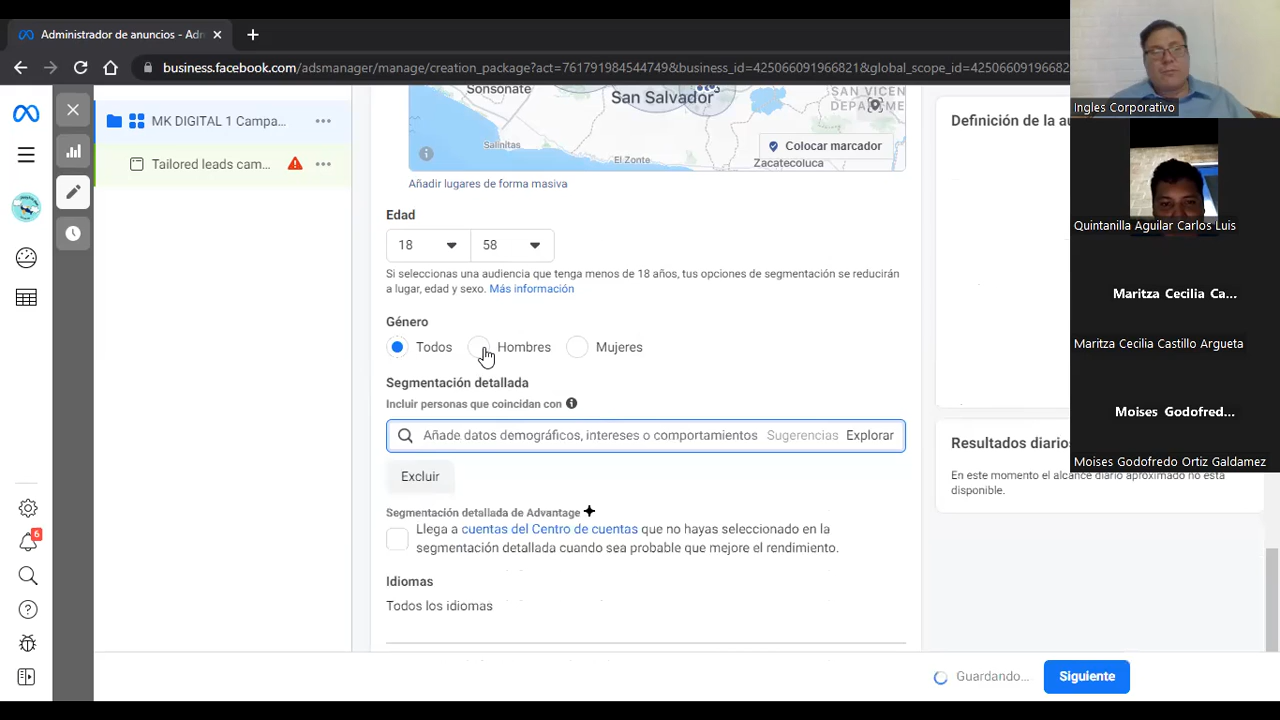 Administrador de anuncios - Adr
business.facebook.com/adsmanager/manage/creation_package?act=761791984544749&business_id=425066091966821&global_scope_id=425066091966821
MK DIGITAL 1 Campa...
Tailored leads cam...
6
Sonsonate
San Salvador
SAN VICEN
DEPARTAME
Salinitas
El Zonte
Zacatecoluca
Colocar marcador
Añadir lugares de forma masiva
Edad
18
58
Si seleccionas una audiencia que tenga menos de 18 años, tus opciones de segmentación se reducirán
a lugar, edad y sexo. Más información
Género
Todos
Hombres
Mujeres
Segmentación detallada
Incluir personas que coincidan con
Añade datos demográficos, intereses o comportamientos
Sugerencias
Explorar
Excluir
Segmentación detallada de Advantage
Llega a cuentas del Centro de cuentas que no hayas seleccionado en la
segmentación detallada cuando sea probable que mejore el rendimiento.
Idiomas
Todos los idiomas
Guardando...
Siguiente
Definición de la au
Resultados diarios
En este momento el alcance diario aproximado no está
disponible.
Ingles Corporativo
Quintanilla Aguilar Carlos Luis
Maritza Cecilia Ca...
Maritza Cecilia Castillo Argueta
Moises Godofred...
Moises Godofredo Ortiz Galdamez